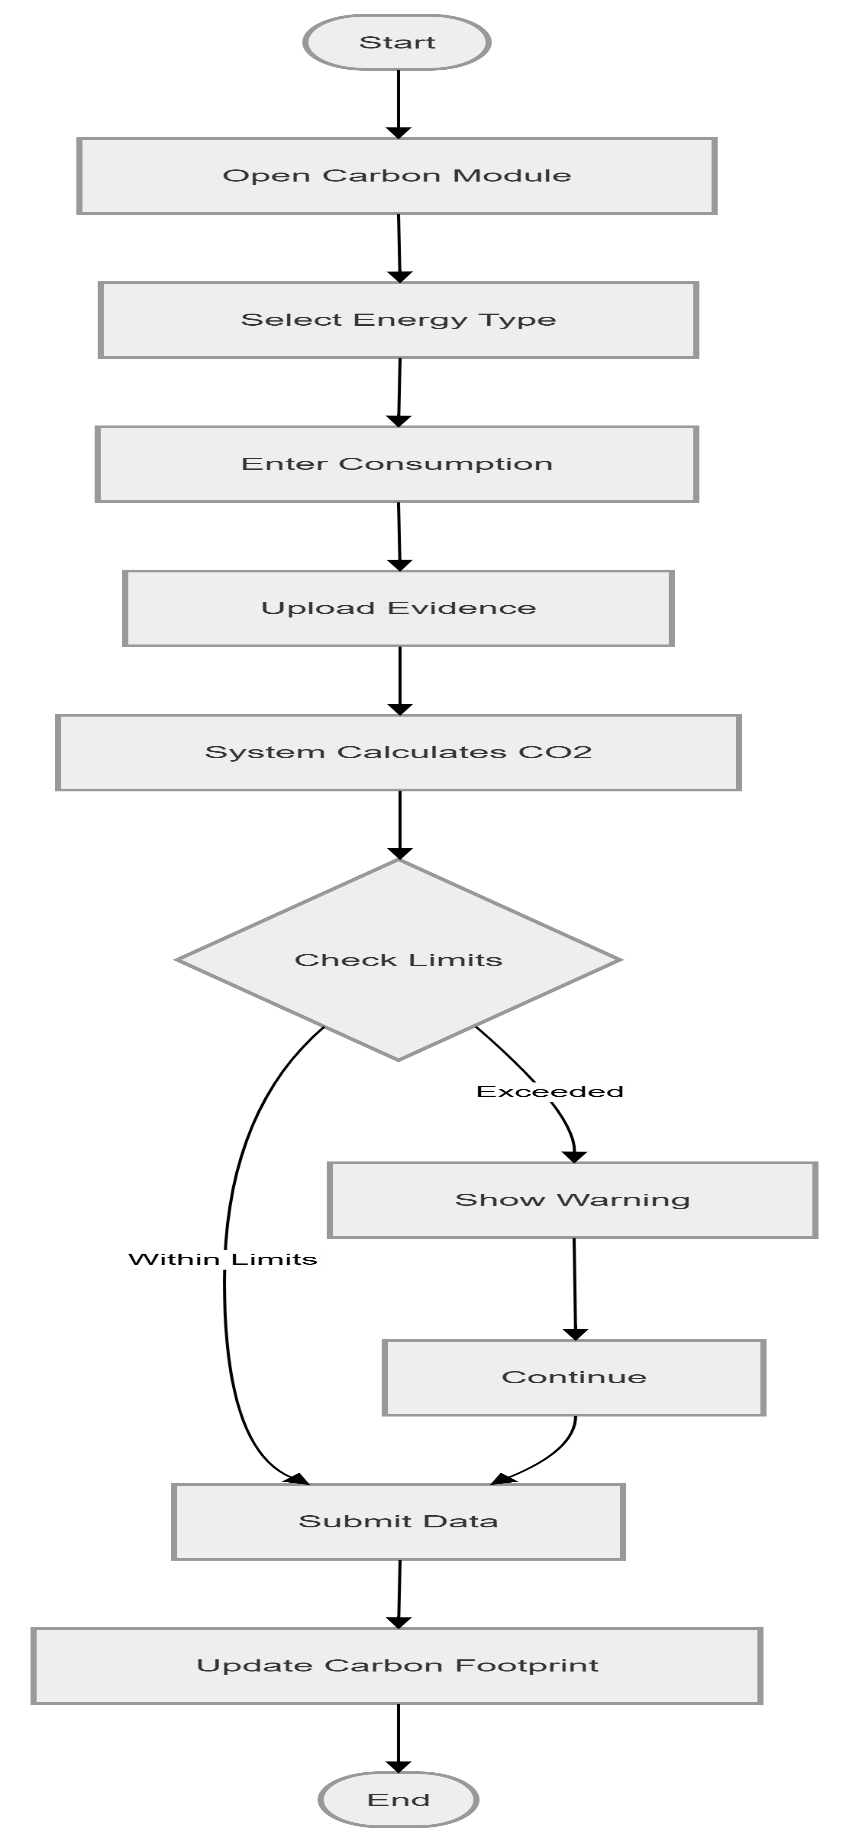 Start
Open Carbon Module
Select Energy Type
Enter Consumption
Upload Evidence
System Calculates CO2
Check Limits
Exceeded
Show Warning
Within Limits
Continue
Submit Data
Update Carbon Footprint
End